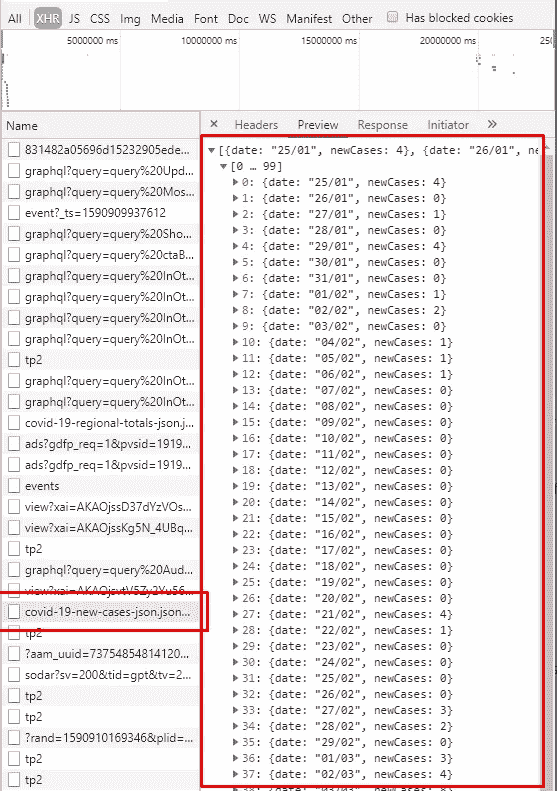 All XHR JS CSS Img Media Font Doc WS Manifest Other Has blocked cookies
5000000 ms 10000000 ms 15000000 ms 20000000 ms
Name
831482a05696d15232905ede...
graphql?query=query%20Upd...
graphql?query=query%20Mos...
event?_ts=1590909937612
graphql?query=query%20Sho...
graphql?query=query%20ctaB...
graphql?query=query%20InOt...
graphql?query=query%20InOt...
graphql?query=query%20InOt...
graphql?query=query%20InOt...
tp2
graphql?query=query%20InOt...
graphql?query=query%20InOt...
covid-19-regional-totals-json.j...
ads?gdfp_req=1&pvsid=1919...
ads?gdfp_req=1&pvsid=1919...
events
view?xai=AKAOjssD37dYzVOs...
view?xai=AKAOjssKg5N_4UBq...
tp2
graphql?query=query%20Aud...
covid-19-new-cases-json.json...
tp2
?aam_uuid=73754854814120...
sodar?sv=200&tid=gpt&tv=2...
tp2
tp2
?rand=1590910169346&plid=...
tp2
tp2
× Headers Preview Response Initiator »
▼[{date: "25/01", newCases: 4}, {date: "26/01", ne
▼[0 … 99]
▶ 0: {date: "25/01", newCases: 4}
▶ 1: {date: "26/01", newCases: 0}
▶ 2: {date: "27/01", newCases: 1}
▶ 3: {date: "28/01", newCases: 0}
▶ 4: {date: "29/01", newCases: 4}
▶ 5: {date: "30/01", newCases: 0}
▶ 6: {date: "31/01", newCases: 0}
▶ 7: {date: "01/02", newCases: 1}
▶ 8: {date: "02/02", newCases: 2}
▶ 9: {date: "03/02", newCases: 0}
▶ 10: {date: "04/02", newCases: 1}
▶ 11: {date: "05/02", newCases: 1}
▶ 12: {date: "06/02", newCases: 1}
▶ 13: {date: "07/02", newCases: 0}
▶ 14: {date: "08/02", newCases: 0}
▶ 15: {date: "09/02", newCases: 0}
▶ 16: {date: "10/02", newCases: 0}
▶ 17: {date: "11/02", newCases: 0}
▶ 18: {date: "12/02", newCases: 0}
▶ 19: {date: "13/02", newCases: 0}
▶ 20: {date: "14/02", newCases: 0}
▶ 21: {date: "15/02", newCases: 0}
▶ 22: {date: "16/02", newCases: 0}
▶ 23: {date: "17/02", newCases: 0}
▶ 24: {date: "18/02", newCases: 0}
▶ 25: {date: "19/02", newCases: 0}
▶ 26: {date: "20/02", newCases: 0}
▶ 27: {date: "21/02", newCases: 4}
▶ 28: {date: "22/02", newCases: 1}
▶ 29: {date: "23/02", newCases: 0}
▶ 30: {date: "24/02", newCases: 0}
▶ 31: {date: "25/02", newCases: 0}
▶ 32: {date: "26/02", newCases: 0}
▶ 33: {date: "27/02", newCases: 3}
▶ 34: {date: "28/02", newCases: 2}
▶ 35: {date: "29/02", newCases: 0}
▶ 36: {date: "01/03", newCases: 3}
▶ 37: {date: "02/03", newCases: 4}